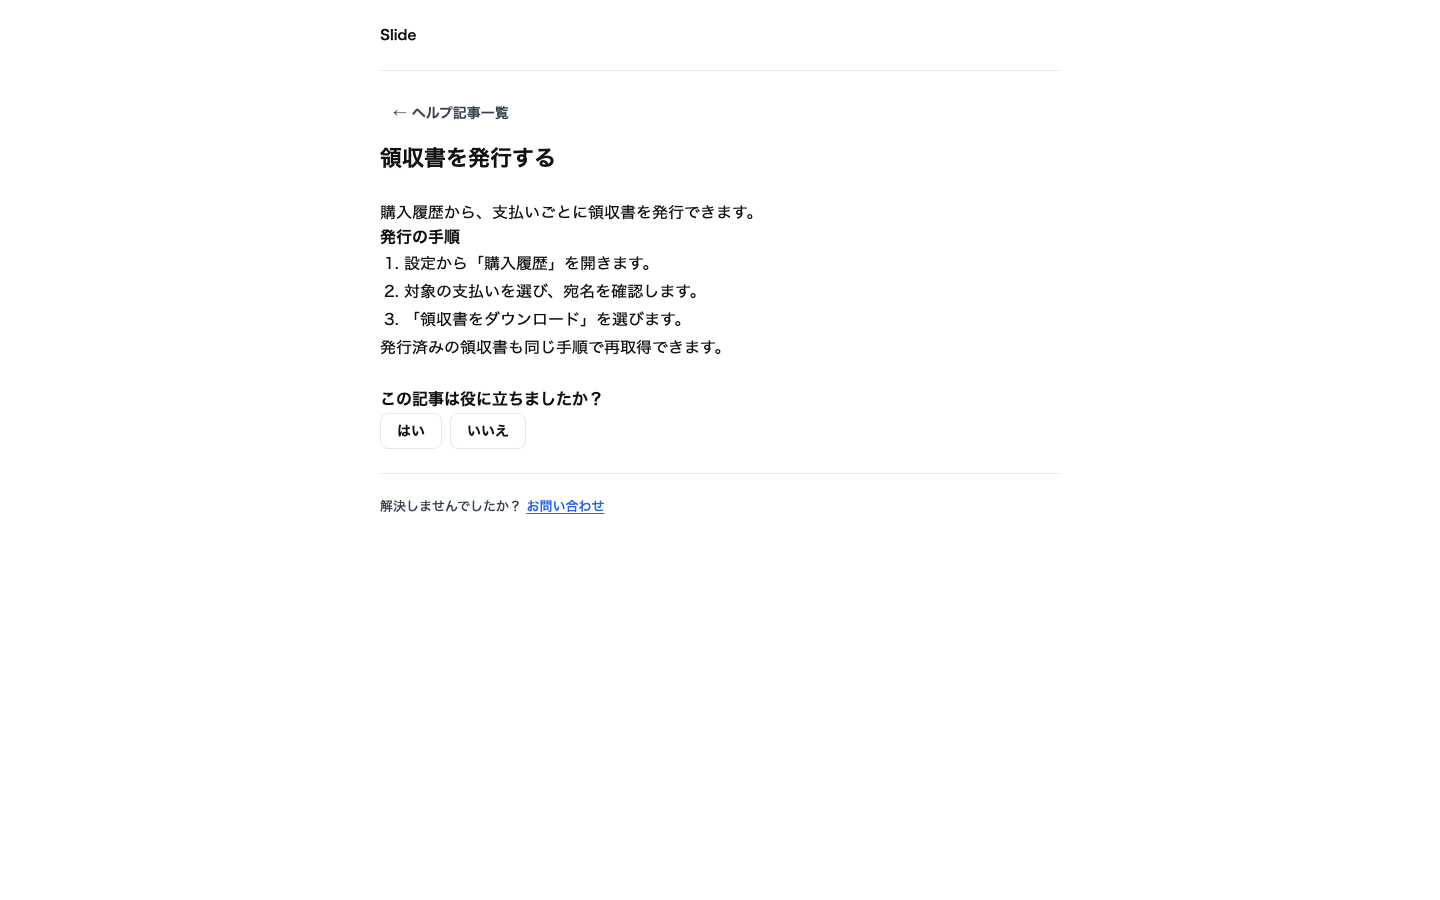 Slide
← ヘルプ記事一覧
領収書を発行する
購入履歴から、支払いごとに領収書を発行できます。
発行の手順
1. 設定から「購入履歴」を開きます。
2. 対象の支払いを選び、宛名を確認します。
3. 「領収書をダウンロード」を選びます。
発行済みの領収書も同じ手順で再取得できます。
この記事は役に立ちましたか？
はい いいえ
解決しませんでしたか？ お問い合わせ